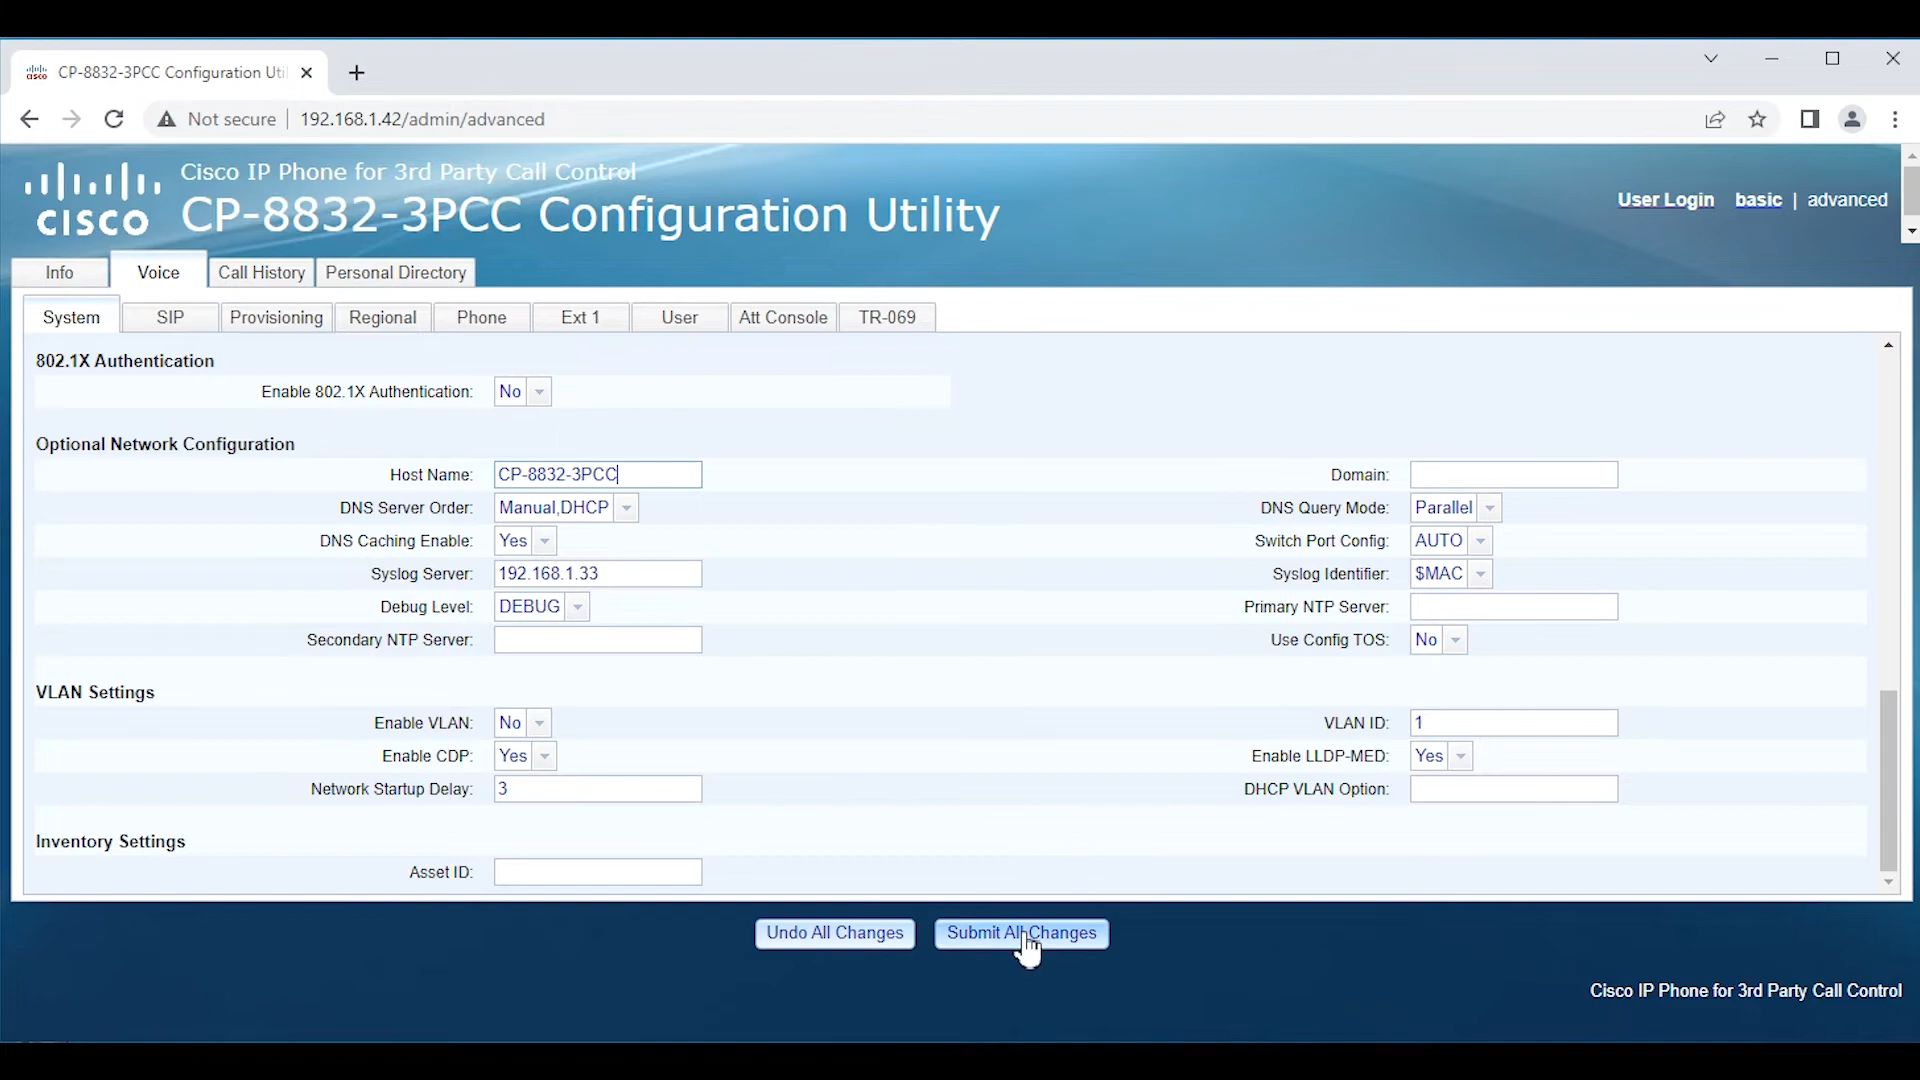 CP-8832-3PCC Configuration Uti
Not secure 192.168.1.42/admin/advanced
Cisco IP Phone for 3rd Party Call Control
CISCO CP-8832-3PCC Configuration Utility
User Login basic | advanced
Info Voice Call History Personal Directory
System SIP Provisioning Regional Phone Ext 1 User Att Console TR-069
802.1X Authentication
Enable 802.1X Authentication: No
Optional Network Configuration
Host Name: CP-8832-3PCC Domain:
DNS Server Order: Manual,DHCP DNS Query Mode: Parallel
DNS Caching Enable: Yes Switch Port Config: AUTO
Syslog Server: 192.168.1.33 Syslog Identifier: $MAC
Debug Level: DEBUG Primary NTP Server:
Secondary NTP Server: Use Config TOS: No
VLAN Settings
Enable VLAN: No VLAN ID: 1
Enable CDP: Yes Enable LLDP-MED: Yes
Network Startup Delay: 3 DHCP VLAN Option:
Inventory Settings
Asset ID:
Undo All Changes Submit All Changes
Cisco IP Phone for 3rd Party Call Control